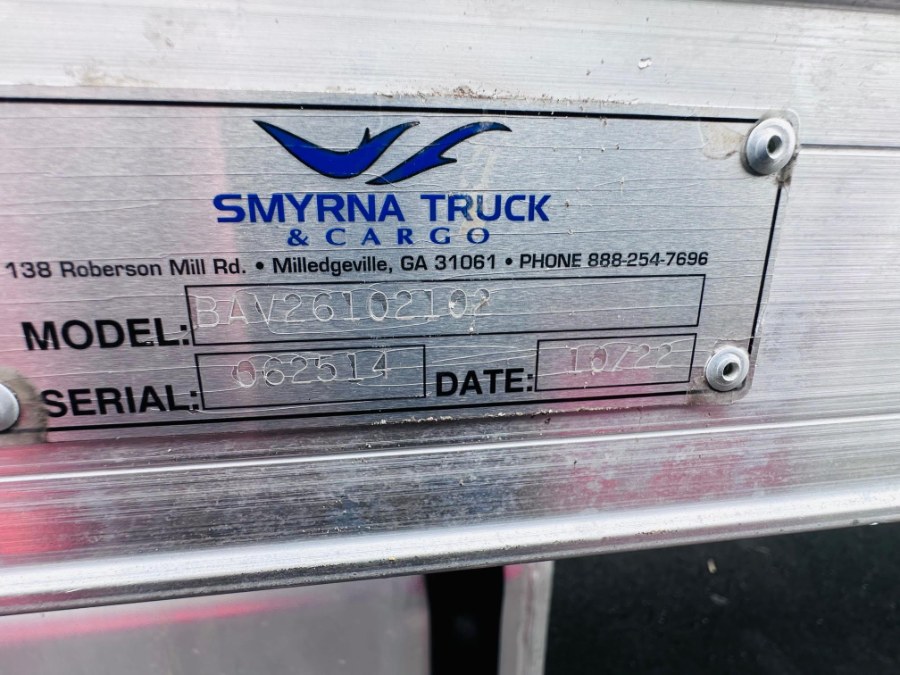 SMYRNA TRUCK
& CARGO
138 Roberson Mill Rd. • Milledgeville, GA 31061 • PHONE 888-254-7696
MODEL: BAV26102102
SERIAL: 062514 DATE: 10/22